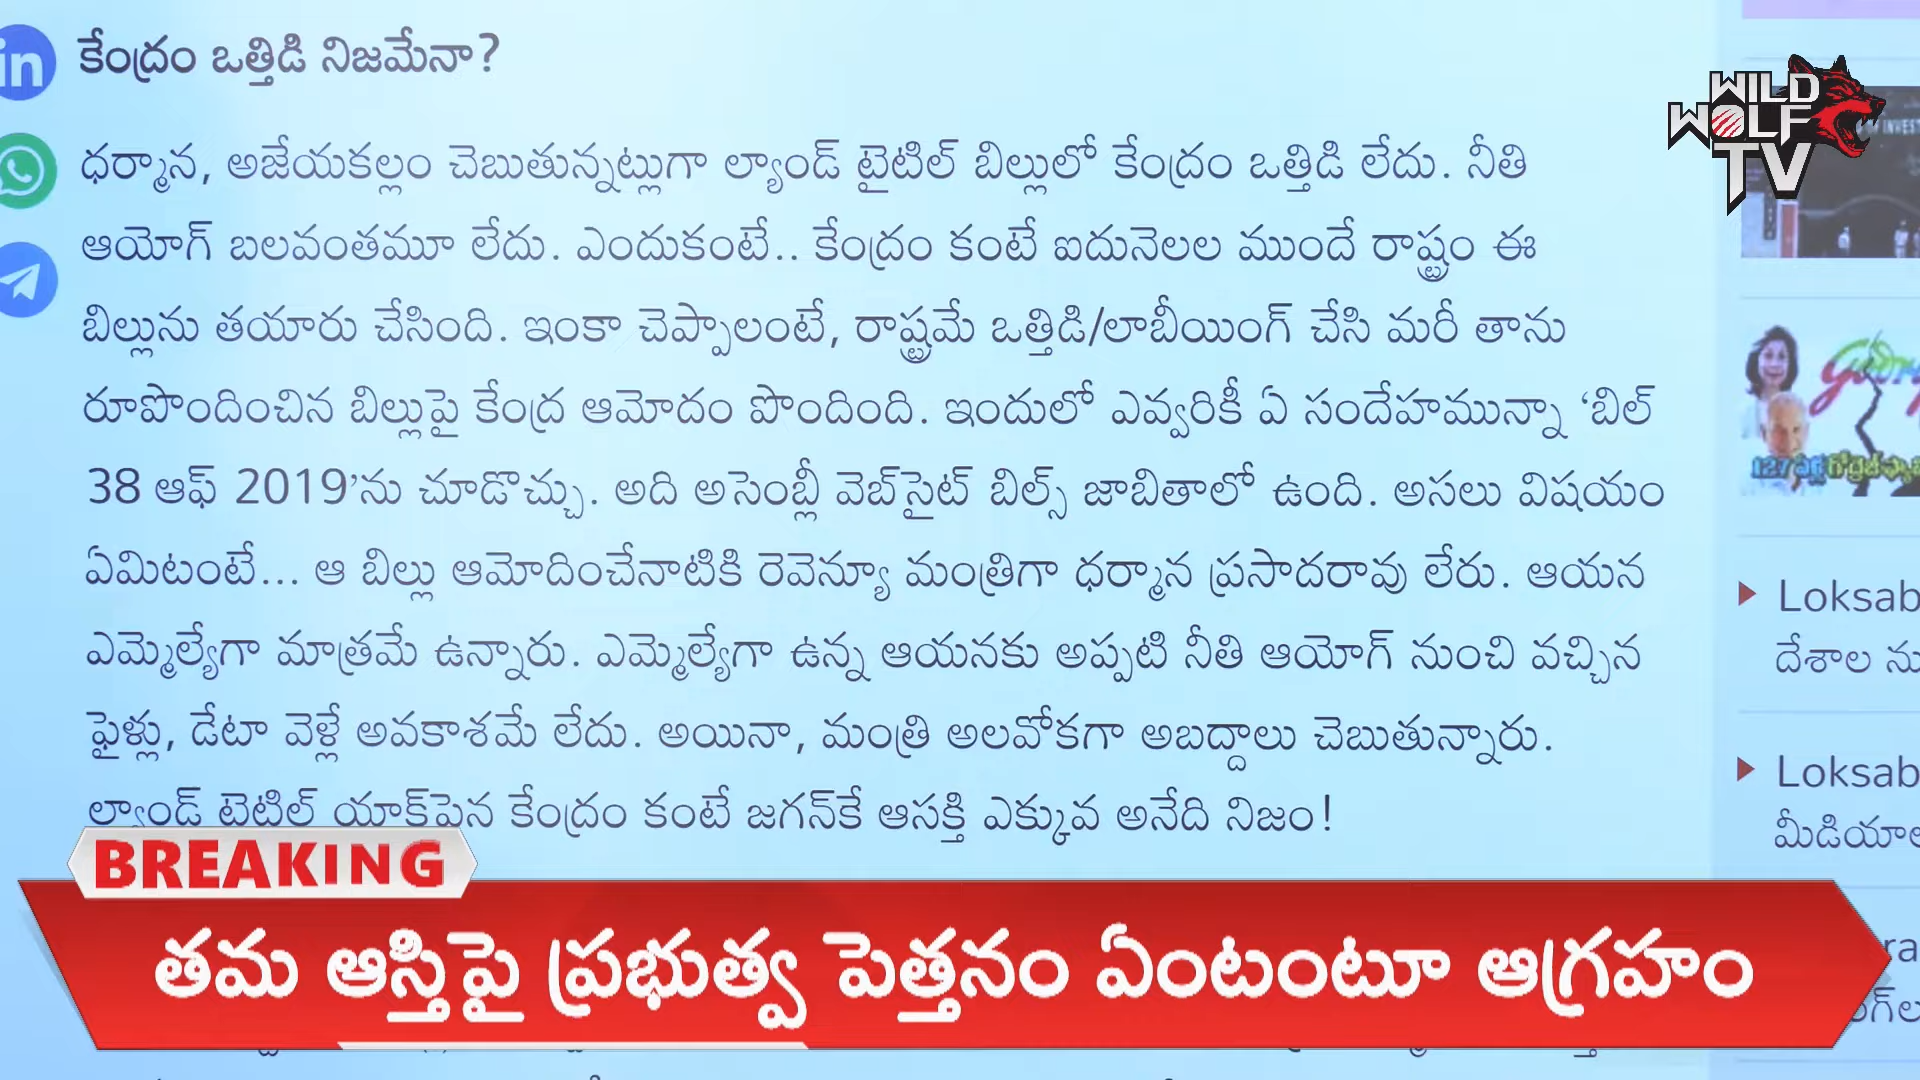 కేంద్రం ఒత్తిడి నిజమేనా?
ధర్మాన, అజేయకల్లం చెబుతున్నట్లుగా ల్యాండ్ టైటిల్ బిల్లులో కేంద్రం ఒత్తిడి లేదు. నీతి
ఆయోగ్ బలవంతమూ లేదు. ఎందుకంటే.. కేంద్రం కంటే ఐదునెలల ముందే రాష్ట్రం ఈ
బిల్లును తయారు చేసింది. ఇంకా చెప్పాలంటే, రాష్ట్రమే ఒత్తిడి/లాబీయింగ్ చేసి మరీ తాను
రూపొందించిన బిల్లుపై కేంద్ర ఆమోదం పొందింది. ఇందులో ఎవ్వరికీ ఏ సందేహమున్నా ‘బిల్
38 ఆఫ్ 2019’ను చూడొచ్చు. అది అసెంబ్లీ వెబ్‌సైట్ బిల్స్ జాబితాలో ఉంది. అసలు విషయం
ఏమిటంటే... ఆ బిల్లు ఆమోదించేనాటికి రెవెన్యూ మంత్రిగా ధర్మాన ప్రసాదరావు లేరు. ఆయన
ఎమ్మెల్యేగా మాత్రమే ఉన్నారు. ఎమ్మెల్యేగా ఉన్న ఆయనకు అప్పటి నీతి ఆయోగ్ నుంచి వచ్చిన
ఫైళ్లు, డేటా వెళ్లే అవకాశమే లేదు. అయినా, మంత్రి అలవోకగా అబద్దాలు చెబుతున్నారు.
ల్యాండ్ టైటిల్ యాక్‌పైన కేంద్రం కంటే జగన్‌కే ఆసక్తి ఎక్కువ అనేది నిజం!
WILD
WOLF
TV
INVEST
Loksab
దేశాల ను
Loksab
మీడియాల
BREAKING
తమ ఆస్తిపై ప్రభుత్వ పెత్తనం ఏంటంటూ ఆగ్రహం